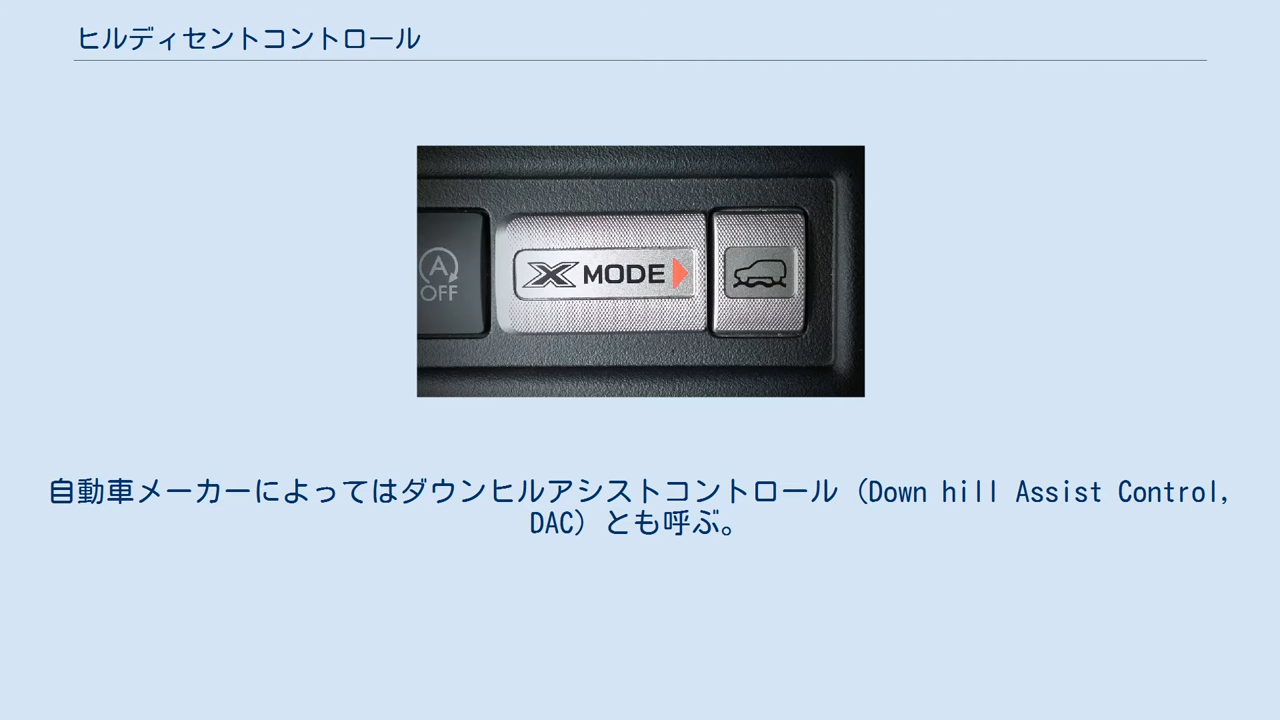 ヒルディセントコントロール
A
OFF
X MODE
自動車メーカーによってはダウンヒルアシストコントロール（Down hill Assist Control,
DAC）とも呼ぶ。